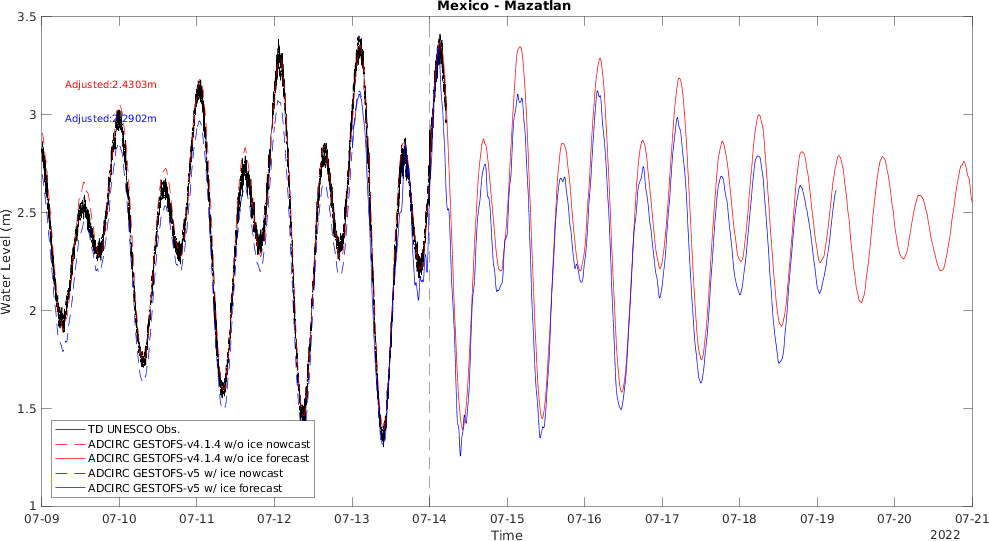 Mexico - Mazatlan
3.5
3
2.5
2
1.5
1
Water Level (m)
Adjusted:2.4303m
Adjusted:2.2902m
TD UNESCO Obs.
ADCIRC GESTOFS-v4.1.4 w/o ice nowcast
ADCIRC GESTOFS-v4.1.4 w/o ice forecast
ADCIRC GESTOFS-v5 w/ ice nowcast
ADCIRC GESTOFS-v5 w/ ice forecast
07-09 07-10 07-11 07-12 07-13 07-14 07-15 07-16 07-17 07-18 07-19 07-20 07-21
Time
2022